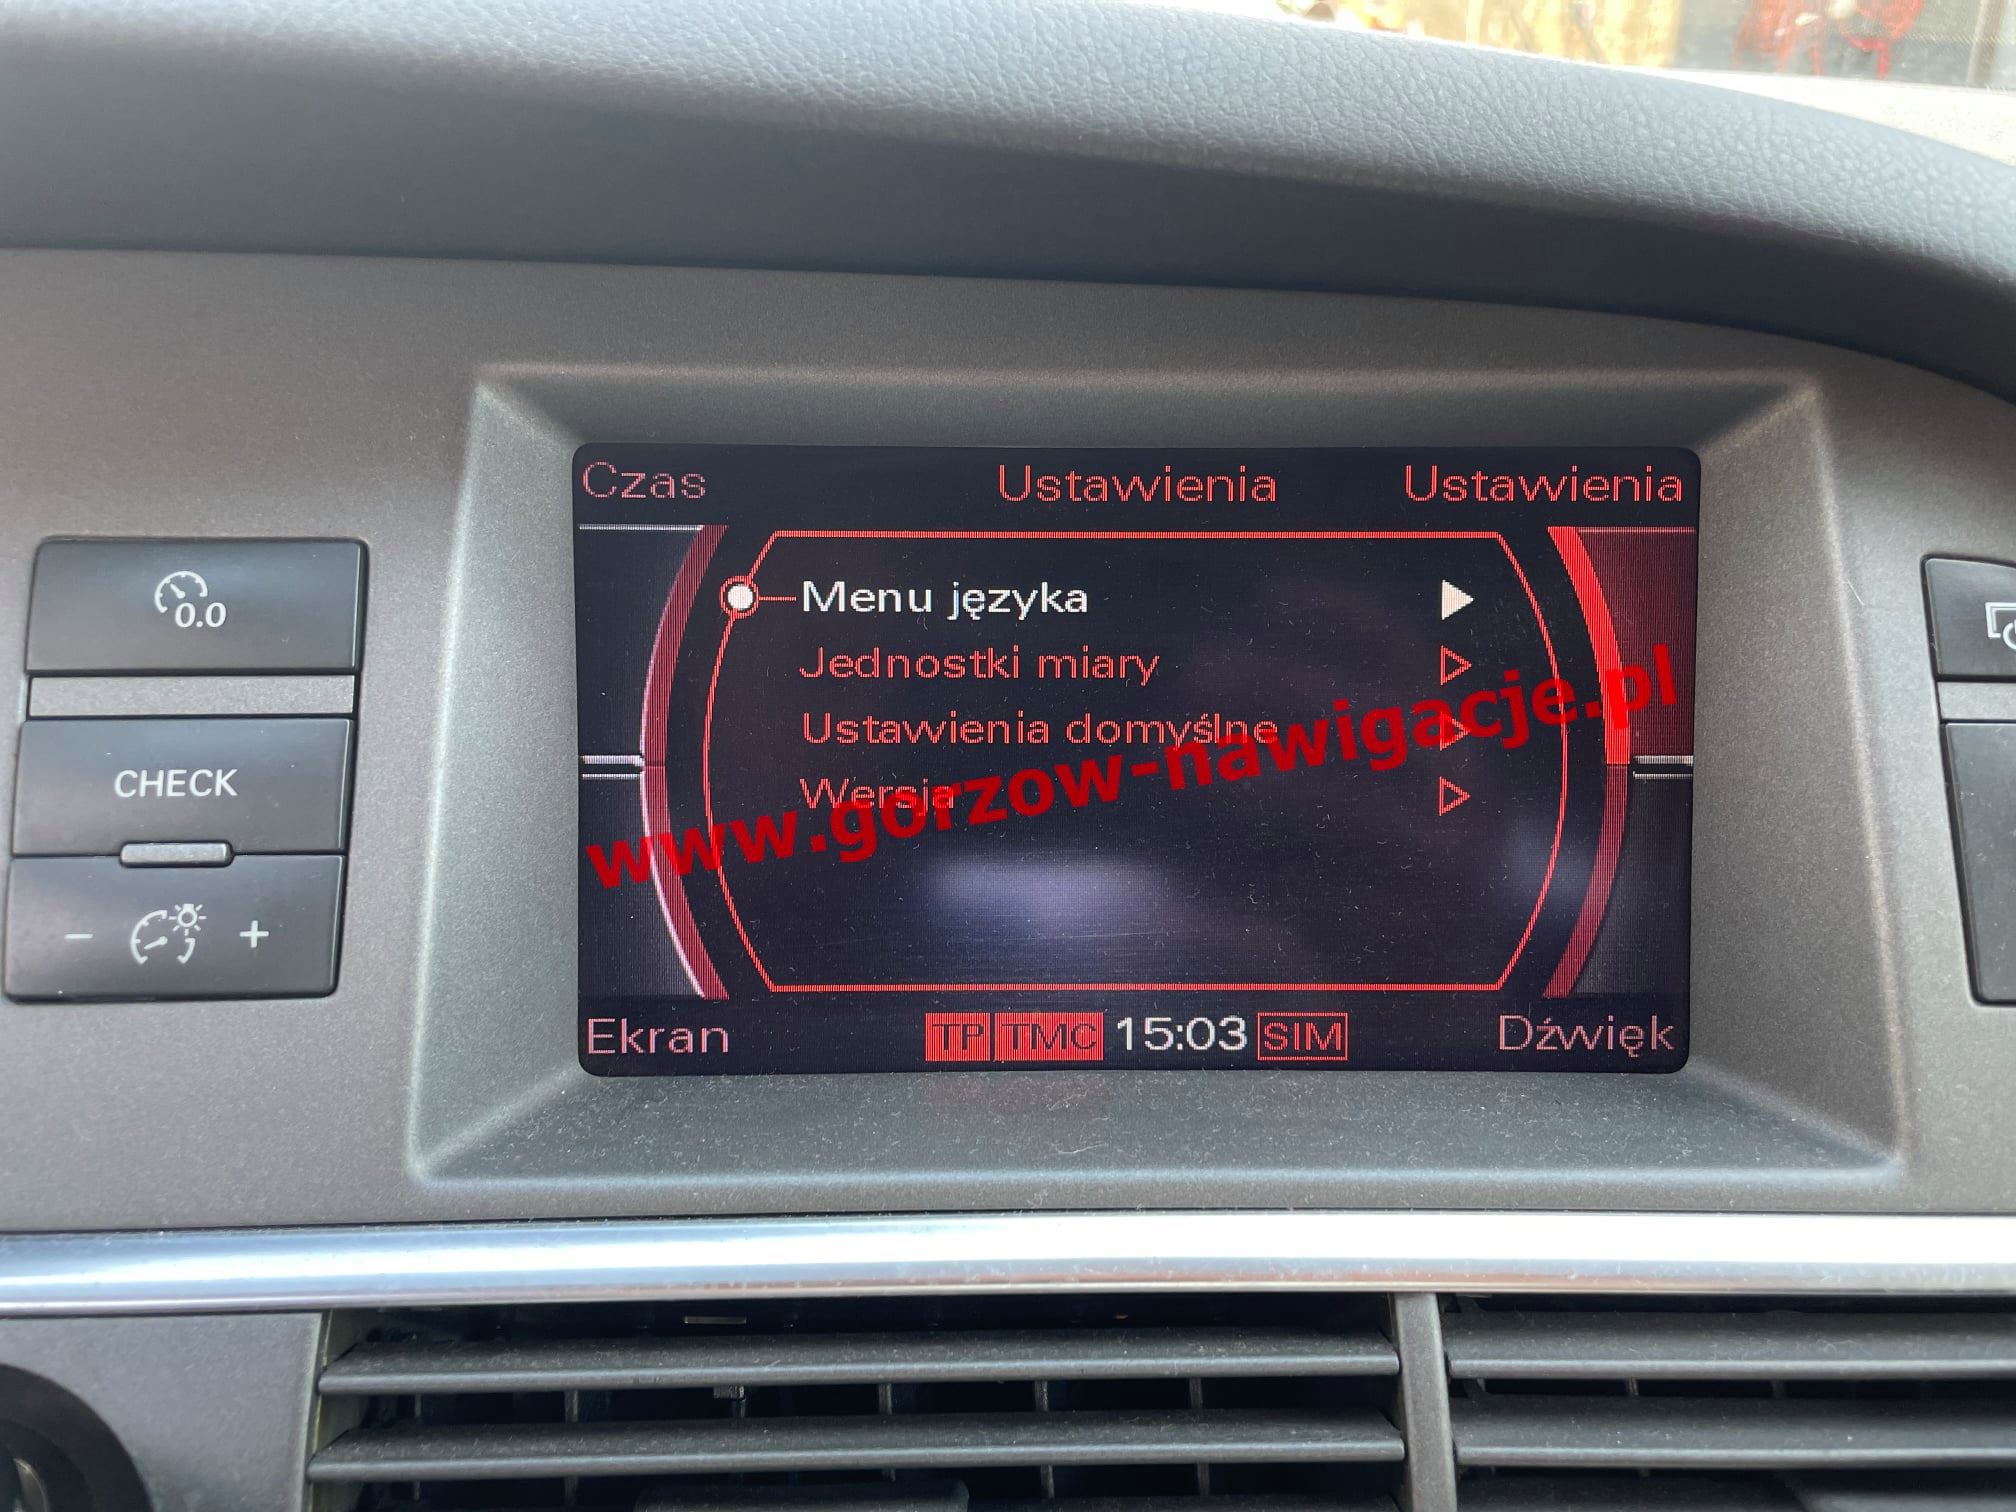 Czas Ustawienia Ustawienia
Menu języka
Jednostki miary
Ustawienia domyślne
Wersja
Ekran TP TMC 15:03 SIM Dźwięk
0.0
CHECK
- +
www.gorzow-nawigacje.pl